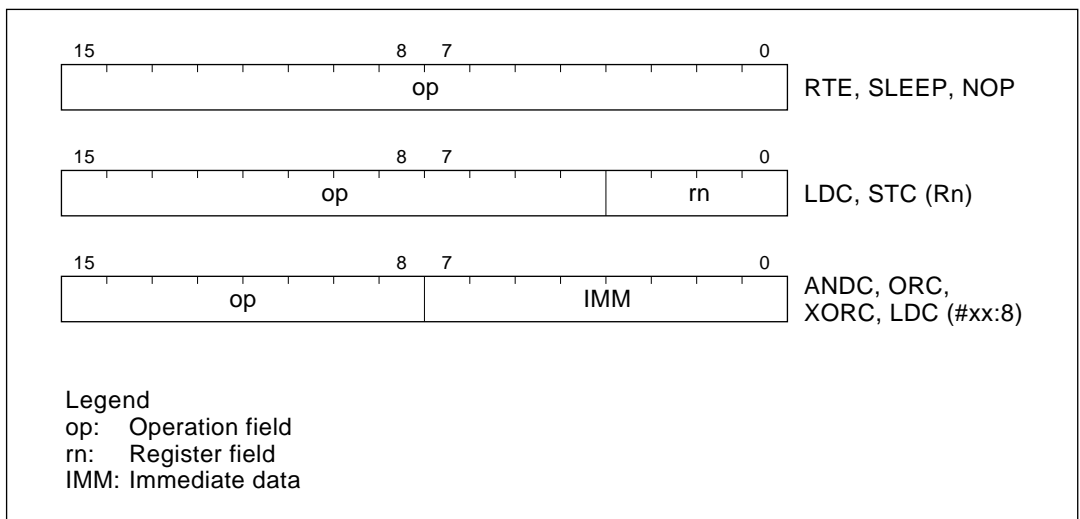 15 8 7 0
op
RTE, SLEEP, NOP
15 8 7 0
op rn
LDC, STC (Rn)
15 8 7 0
op IMM
ANDC, ORC,
XORC, LDC (#xx:8)
Legend
op: Operation field
rn: Register field
IMM: Immediate data